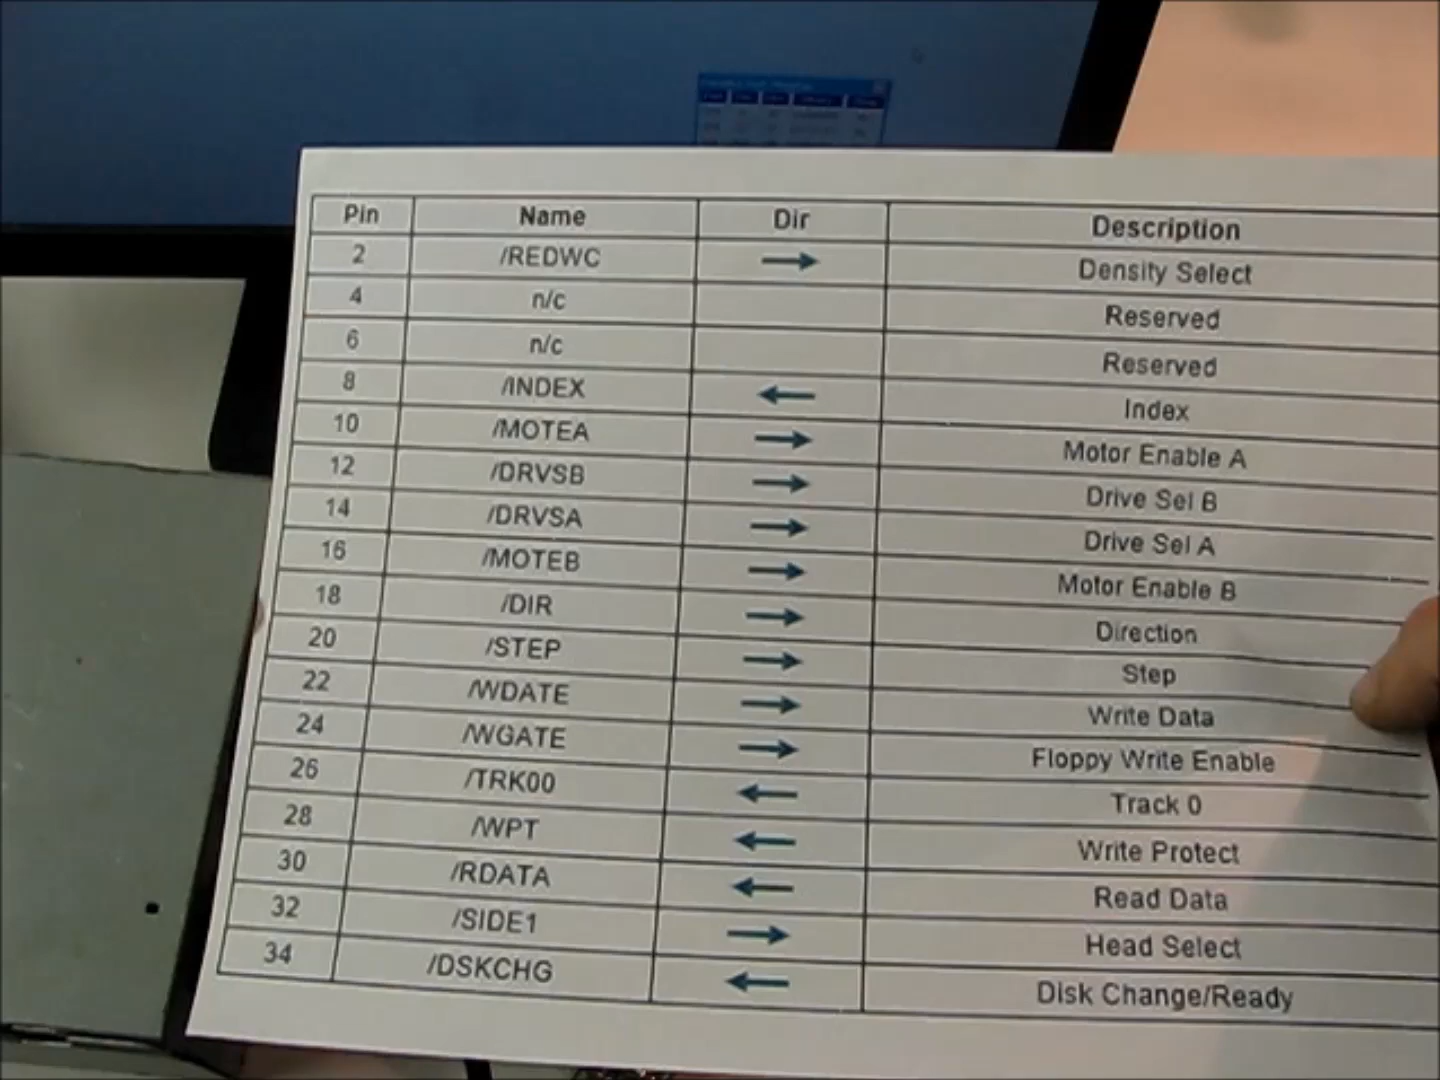 Pin Name Dir Description
2 /REDWC → Density Select
4 n/c Reserved
6 n/c Reserved
8 /INDEX ← Index
10 /MOTEA → Motor Enable A
12 /DRVSB → Drive Sel B
14 /DRVSA → Drive Sel A
16 /MOTEB → Motor Enable B
18 /DIR → Direction
20 /STEP → Step
22 /WDATE → Write Data
24 /WGATE → Floppy Write Enable
26 /TRK00 ← Track 0
28 /WPT ← Write Protect
30 /RDATA ← Read Data
32 /SIDE1 → Head Select
34 /DSKCHG ← Disk Change/Ready